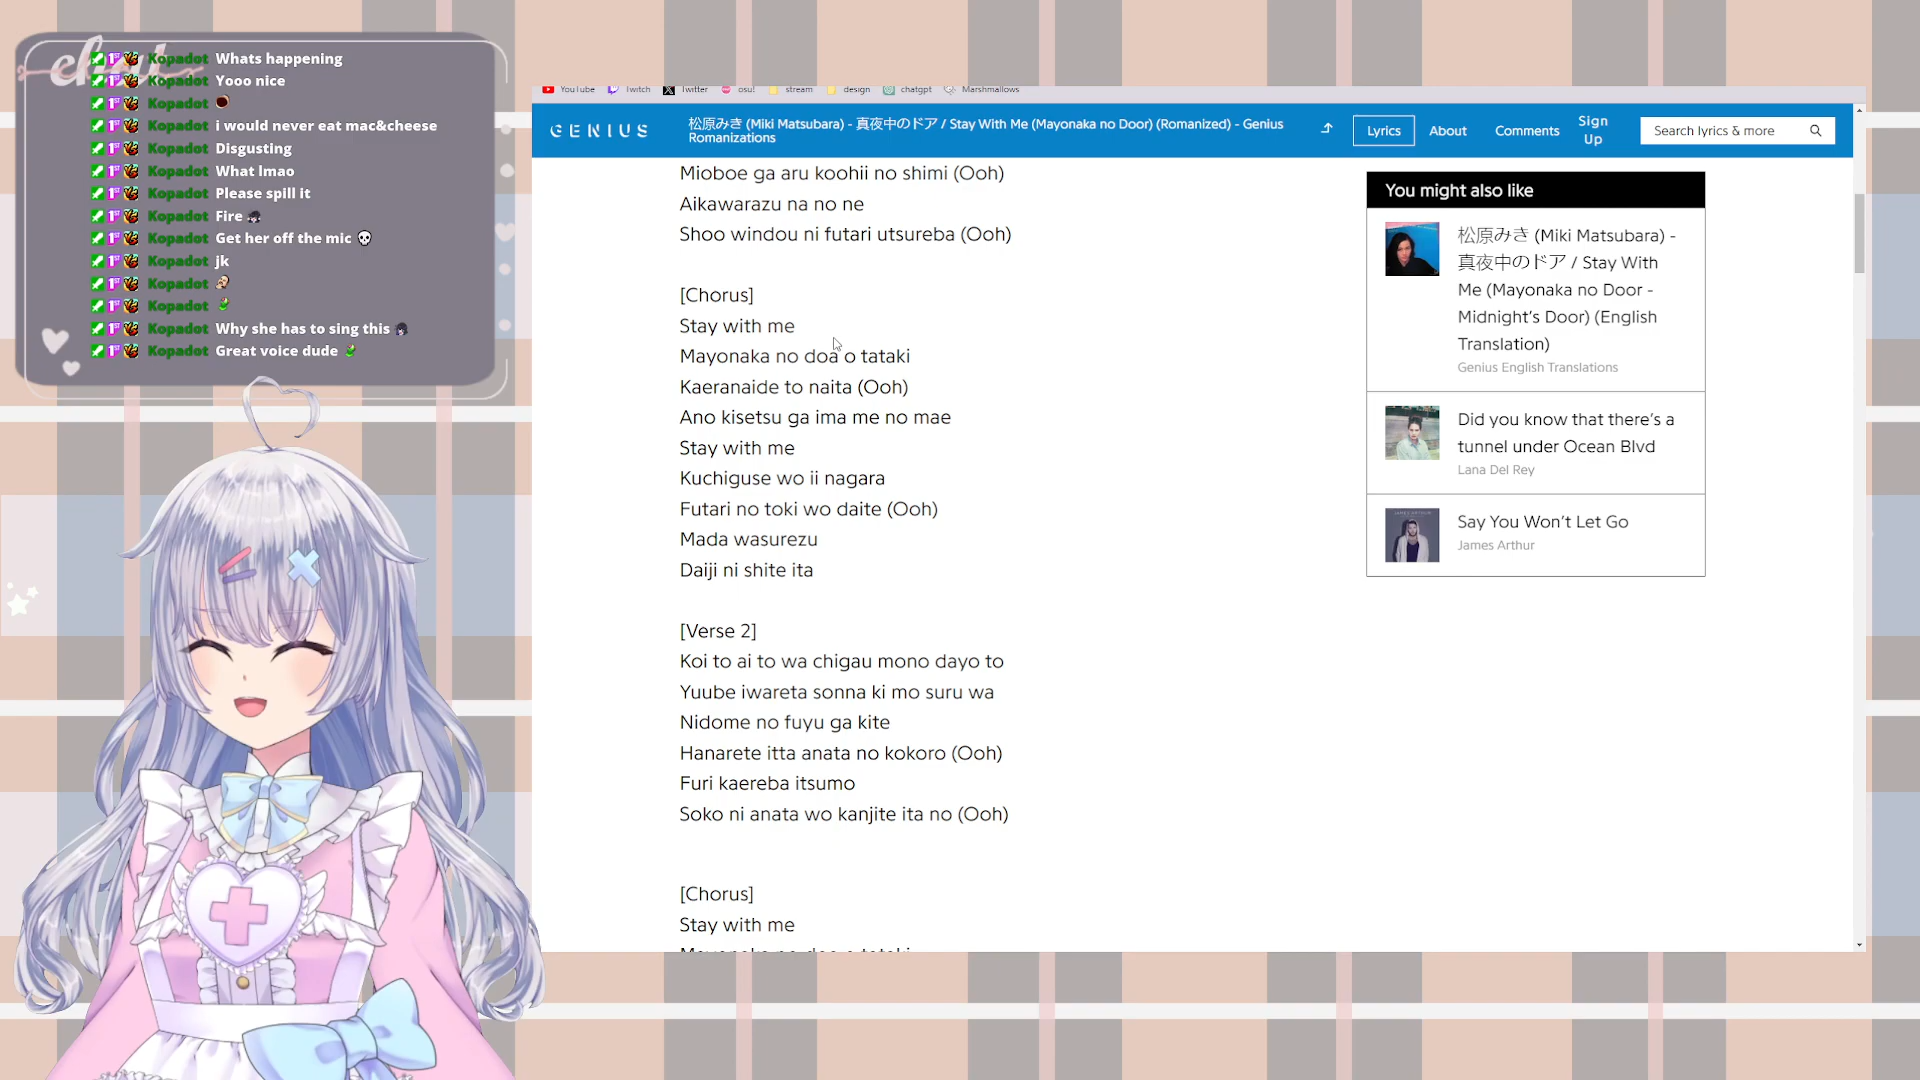 chat
Kopadot Whats happening
Kopadot Yooo nice
Kopadot
Kopadot i would never eat mac&cheese
Kopadot Disgusting
Kopadot What lmao
Kopadot Please spill it
Kopadot Fire
Kopadot Get her off the mic 💀
Kopadot jk
Kopadot
Kopadot
Kopadot Why she has to sing this
Kopadot Great voice dude
YouTube Twitch Twitter osu! stream design chatgpt Marshmallows
GENIUS
松原みき (Miki Matsubara) - 真夜中のドア / Stay With Me (Mayonaka no Door) (Romanized) - Genius
Romanizations
Lyrics About Comments Sign Up
Search lyrics & more
Mioboe ga aru koohii no shimi (Ooh)
Aikawarazu na no ne
Shoo windou ni futari utsureba (Ooh)
[Chorus]
Stay with me
Mayonaka no doa o tataki
Kaeranaide to naita (Ooh)
Ano kisetsu ga ima me no mae
Stay with me
Kuchiguse wo ii nagara
Futari no toki wo daite (Ooh)
Mada wasurezu
Daiji ni shite ita
[Verse 2]
Koi to ai to wa chigau mono dayo to
Yuube iwareta sonna ki mo suru wa
Nidome no fuyu ga kite
Hanarete itta anata no kokoro (Ooh)
Furi kaereba itsumo
Soko ni anata wo kanjite ita no (Ooh)
[Chorus]
Stay with me
Mayonaka no doa o tataki
You might also like
松原みき (Miki Matsubara) -
真夜中のドア / Stay With
Me (Mayonaka no Door -
Midnight's Door) (English
Translation)
Genius English Translations
Did you know that there's a
tunnel under Ocean Blvd
Lana Del Rey
Say You Won't Let Go
James Arthur